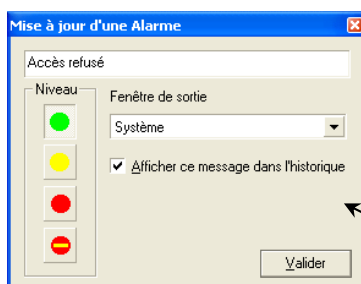 Mise à jour d'une Alarme
Accès refusé
Niveau
Fenêtre de sortie
Système
Afficher ce message dans l'historique
Valider